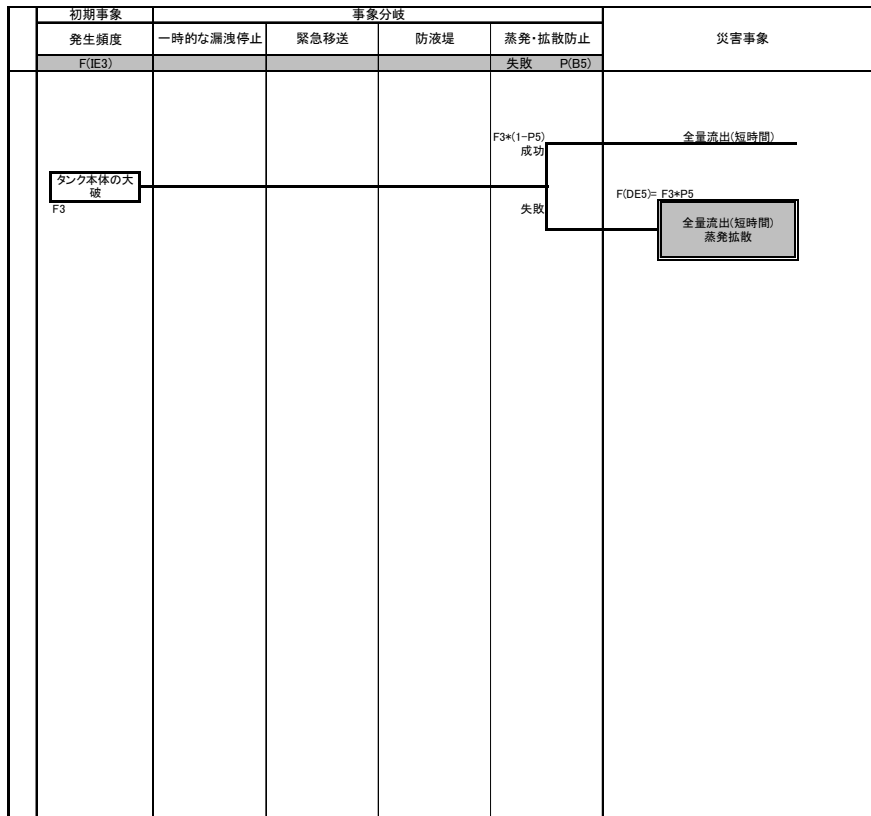 初期事象
事象分岐
発生頻度
一時的な漏洩停止
緊急移送
防液堤
蒸発・拡散防止
災害事象
F(IE3)
失敗 P(B5)
F3*(1-P5)
成功
全量流出(短時間)
タンク本体の大
破
F3
失敗
F(DE5)= F3*P5
全量流出(短時間)
蒸発拡散